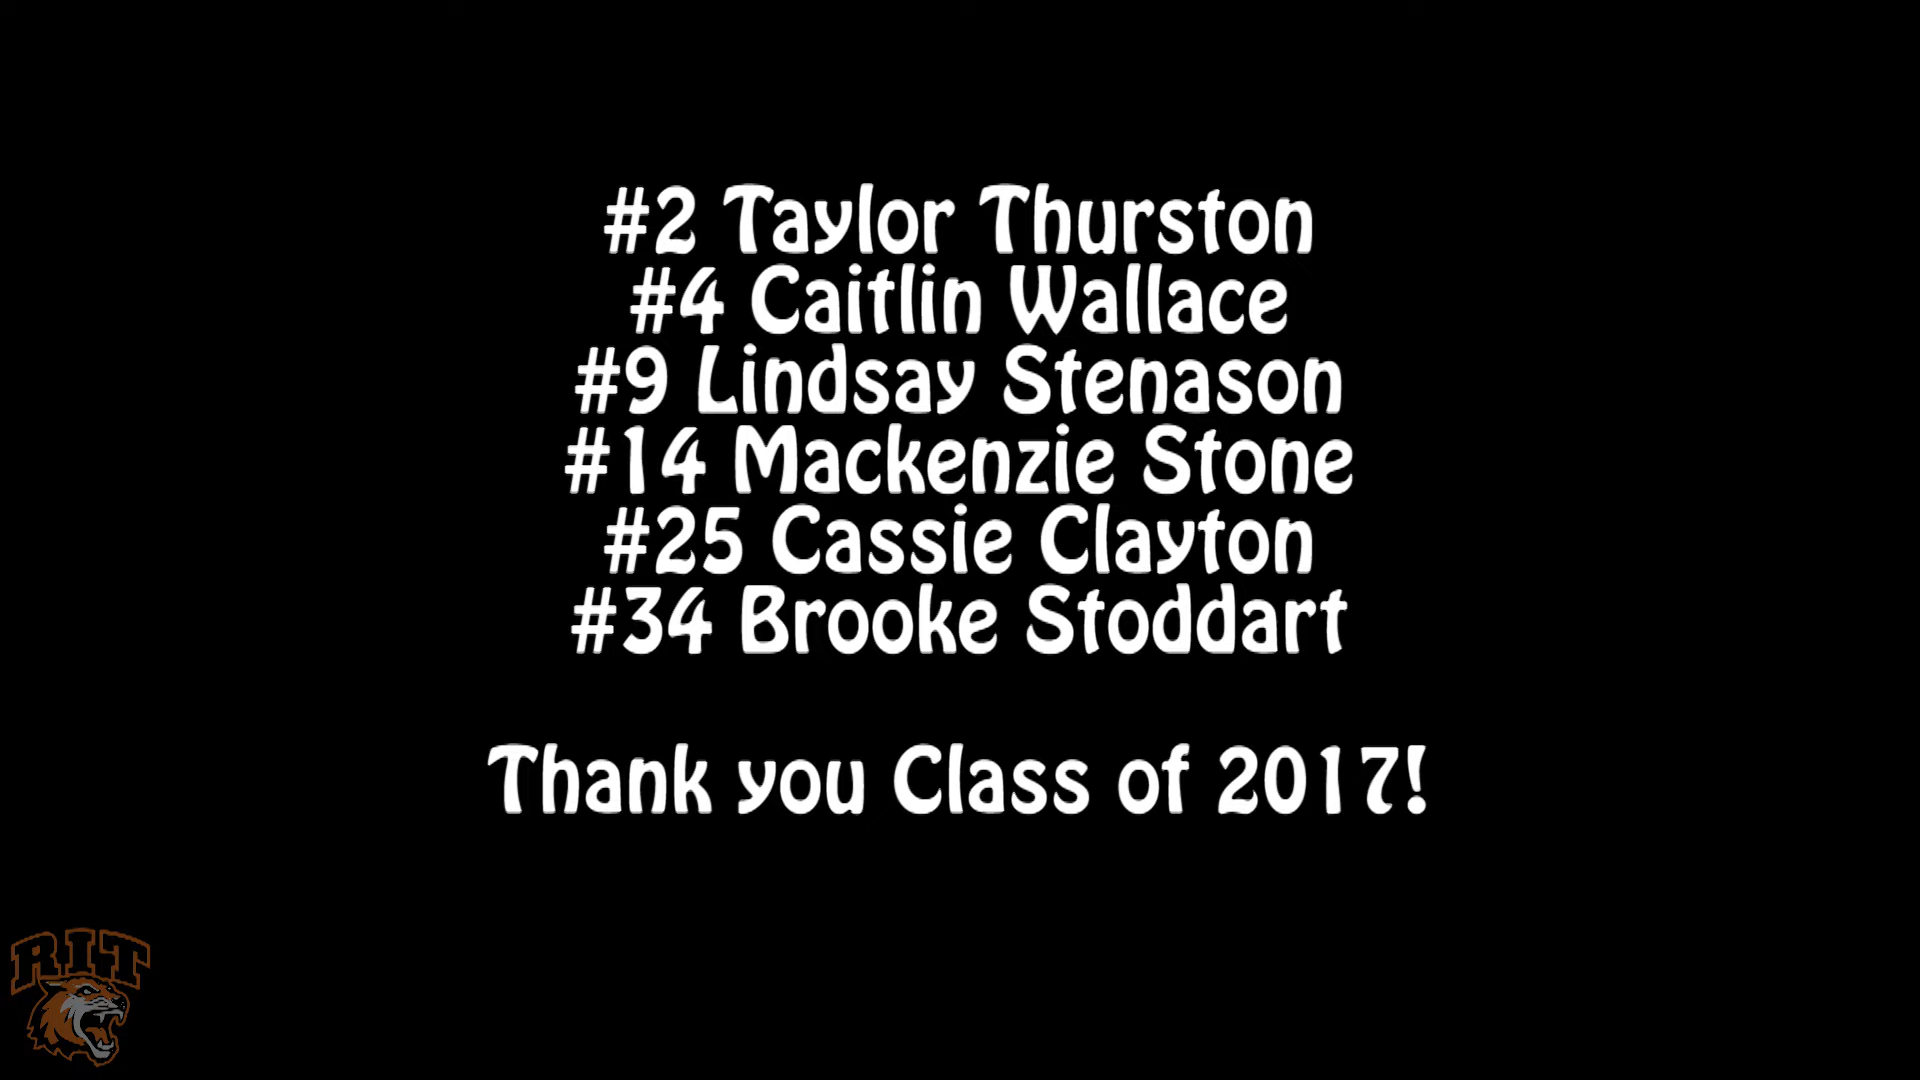 #2 Taylor Thurston
#4 Caitlin Wallace
#9 Lindsay Stenason
#14 Mackenzie Stone
#25 Cassie Clayton
#34 Brooke Stoddart
Thank you Class of 2017!
RIT